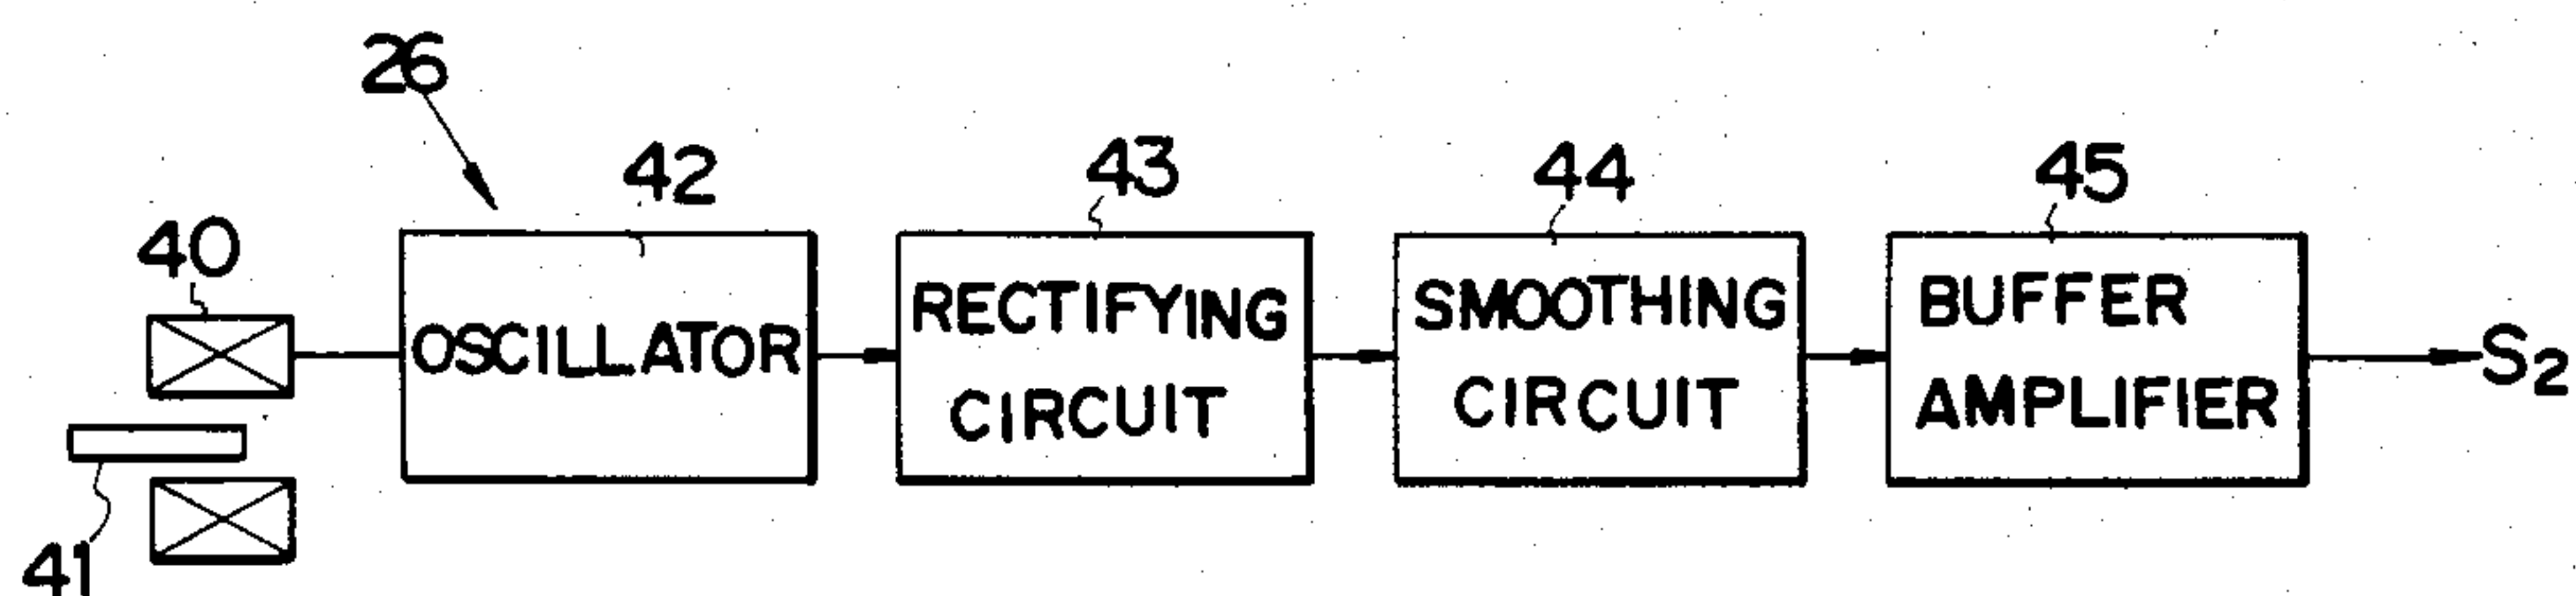 26
42
43
44
45
40
OSCILLATOR
RECTIFYING
CIRCUIT
SMOOTHING
CIRCUIT
BUFFER
AMPLIFIER
S2
41